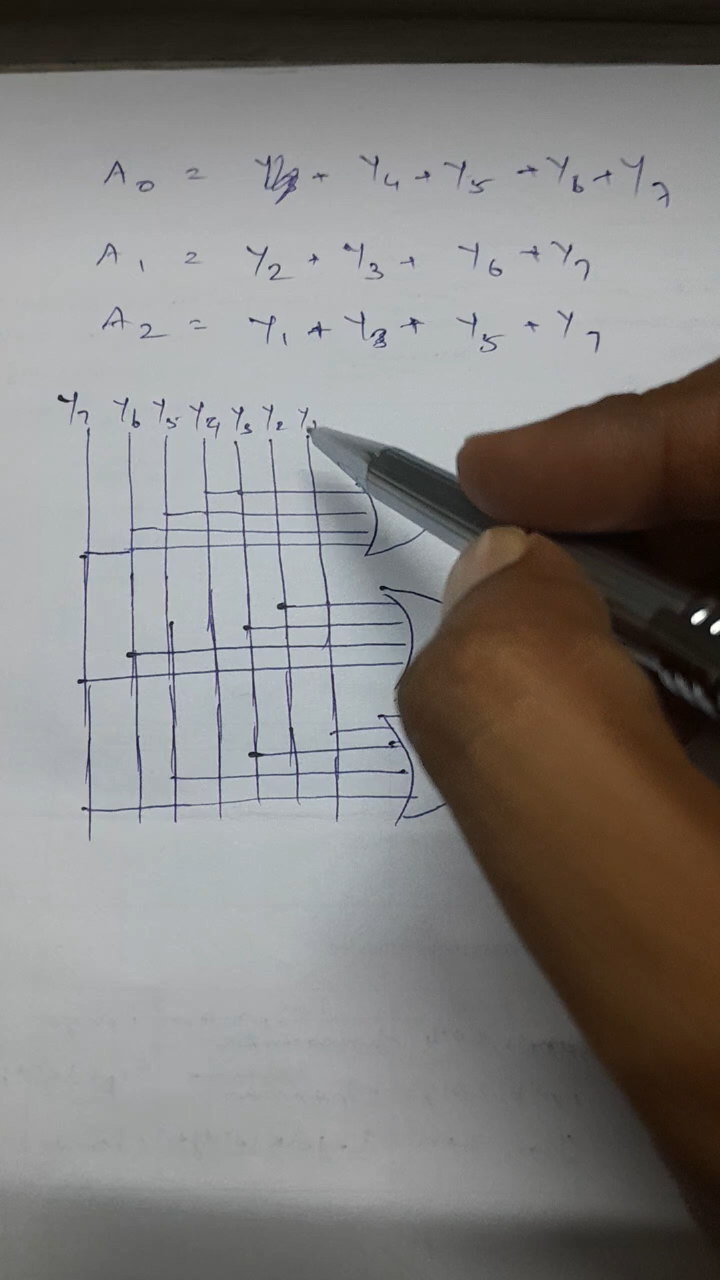 A0 = + Y4 + Y5 + Y6 + Y7
A1 = Y2 + Y3 + Y6 + Y7
A2 = Y1 + Y3 + Y5 + Y7
Y7 Y6 Y5 Y4 Y3 Y2 Y1